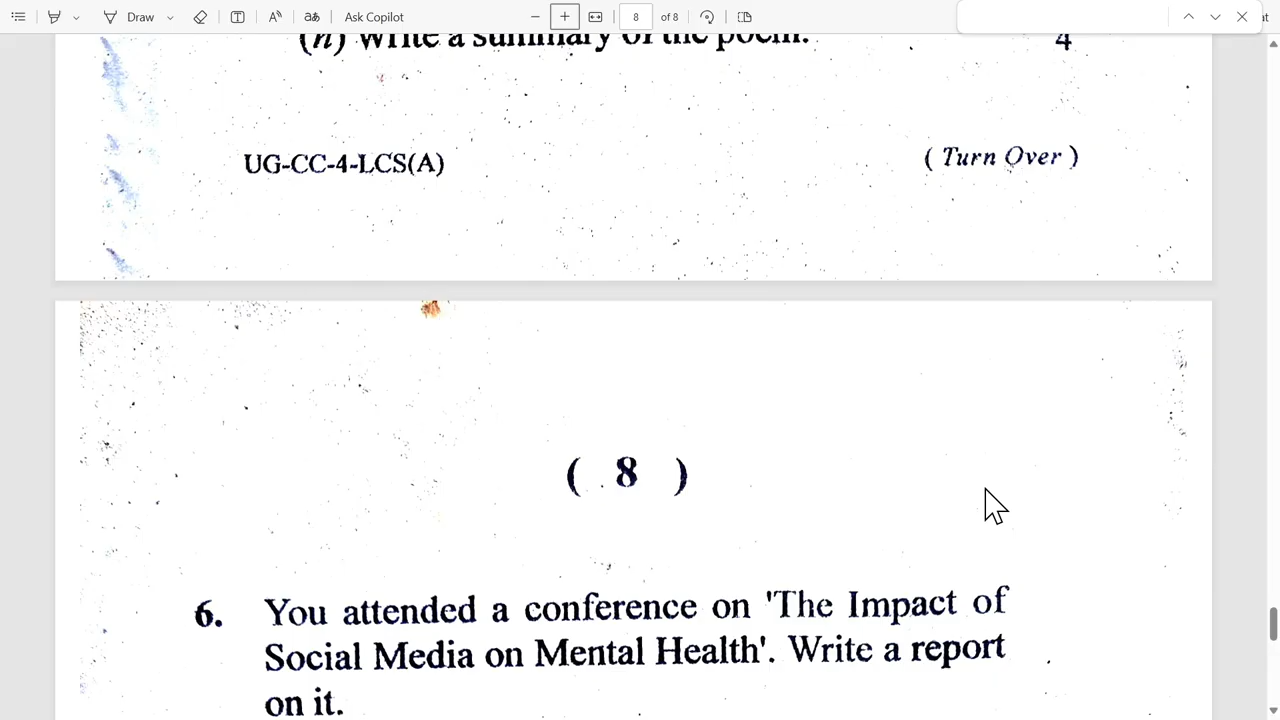 Draw
Ask Copilot
8 of 8
Write a summary of the poem. 4
UG-CC-4-LCS(A) ( Turn Over )
( 8 )
6. You attended a conference on 'The Impact of
Social Media on Mental Health'. Write a report
on it.